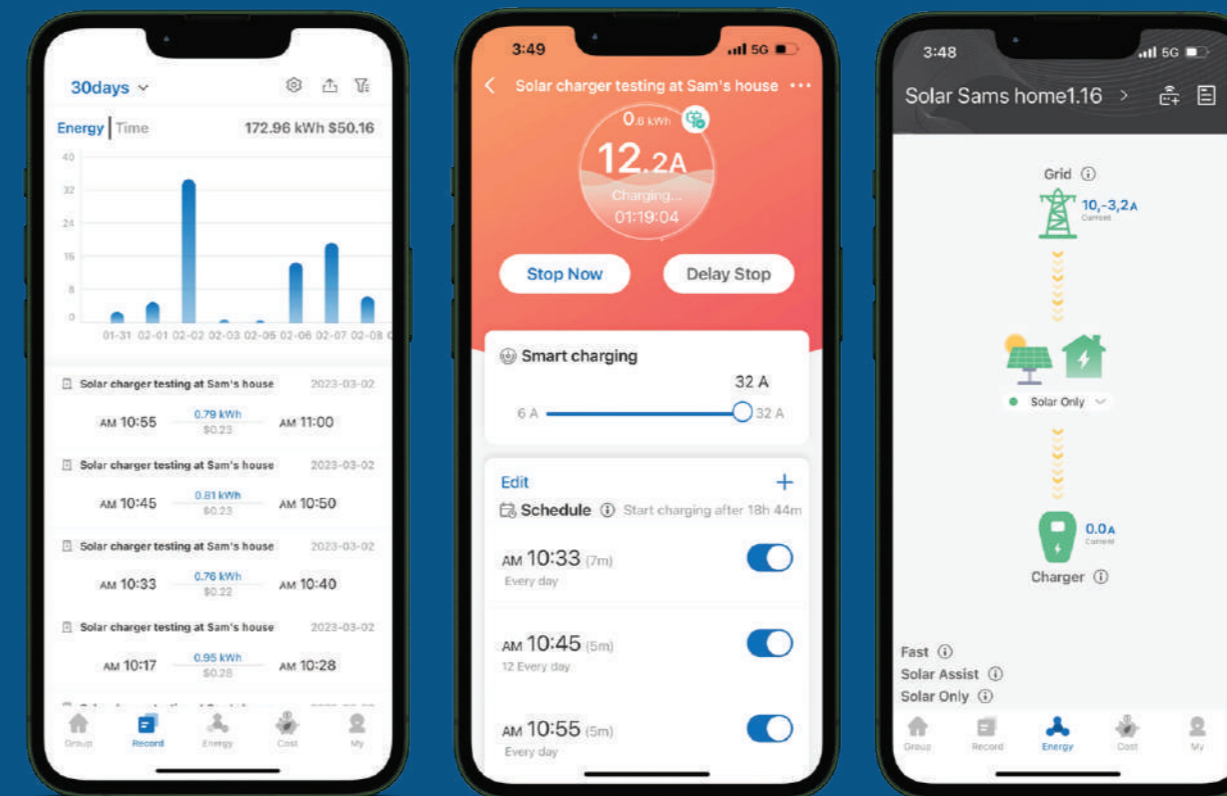 30days
Energy Time 172.96 kWh $50.16
40
32
24
16
8
0
01-31 02-01 02-02 02-03 02-05 02-06 02-07 02-08
Solar charger testing at Sam's house 2023-03-02
AM 10:55 0.79 kWh AM 11:00
$0.23
Solar charger testing at Sam's house 2023-03-02
AM 10:45 0.81 kWh AM 10:50
$0.23
Solar charger testing at Sam's house 2023-03-02
AM 10:33 0.76 kWh AM 10:40
$0.22
Solar charger testing at Sam's house 2023-03-02
AM 10:17 0.95 kWh AM 10:28
$0.28
Group Record Energy Cost My
3:49 5G
Solar charger testing at Sam's house
0.6 kWh
12.2A
Charging...
01:19:04
Stop Now Delay Stop
Smart charging
32 A
6 A 32 A
Edit
Schedule Start charging after 18h 44m
AM 10:33 (7m)
Every day
AM 10:45 (5m)
12 Every day
AM 10:55 (5m)
Every day
3:48 5G
Solar Sams home1.16 >
Grid
10,-3,2A
Current
Solar Only
0.0A
Current
Charger
Fast
Solar Assist
Solar Only
Group Record Energy Cost My